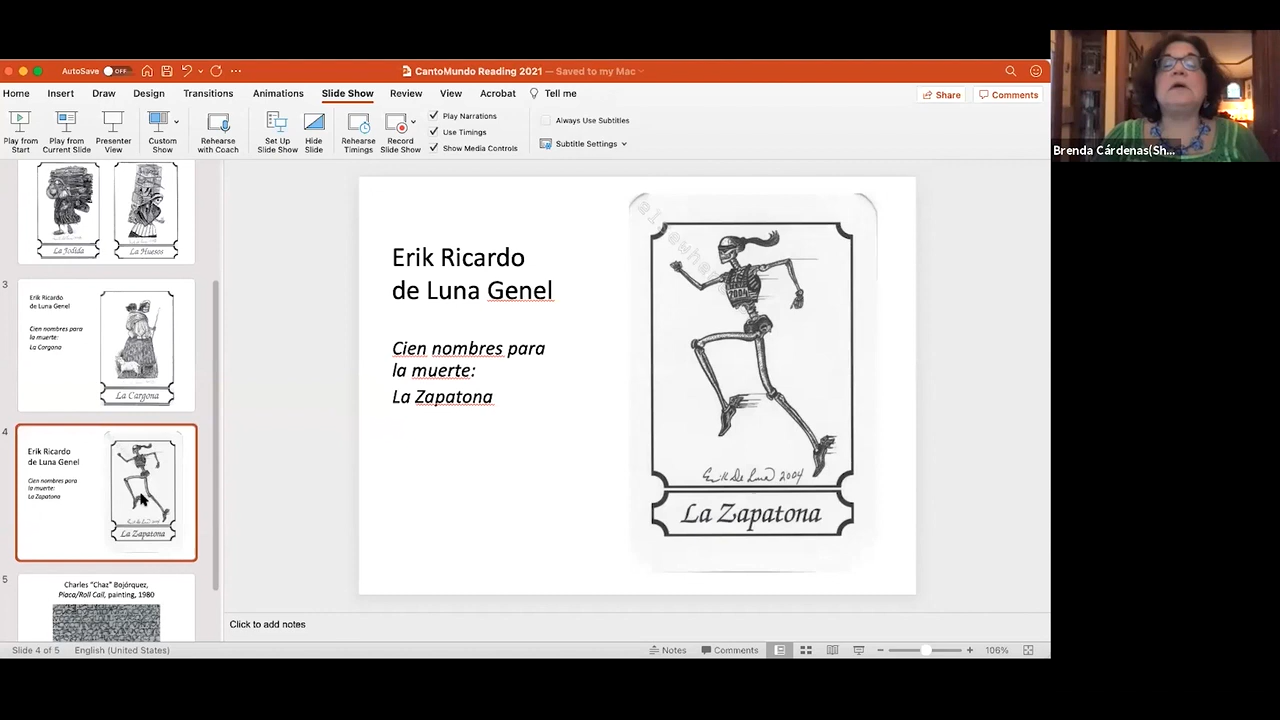 AutoSave OFF
CantoMundo Reading 2021 — Saved to my Mac
Home Insert Draw Design Transitions Animations Slide Show Review View Acrobat Tell me
Share Comments
Play from Start
Play from Current Slide
Presenter View
Custom Show
Rehearse with Coach
Set Up Slide Show
Hide Slide
Rehearse Timings
Record Slide Show
Play Narrations
Use Timings
Show Media Controls
Always Use Subtitles
Subtitle Settings
Brenda Cárdenas(Sh...
La Jodida
La Huesos
3
Erik Ricardo
de Luna Genel
Cien nombres para
la muerte:
La Cargona
La Cargona
4
Erik Ricardo
de Luna Genel
Cien nombres para
la muerte:
La Zapatona
La Zapatona
5
Charles "Chaz" Bojórquez,
Placa/Roll Call, painting, 1980
Erik Ricardo
de Luna Genel
Cien nombres para
la muerte:
La Zapatona
2004
Erik De Luna 2004
La Zapatona
Click to add notes
Slide 4 of 5 English (United States)
Notes Comments 106%